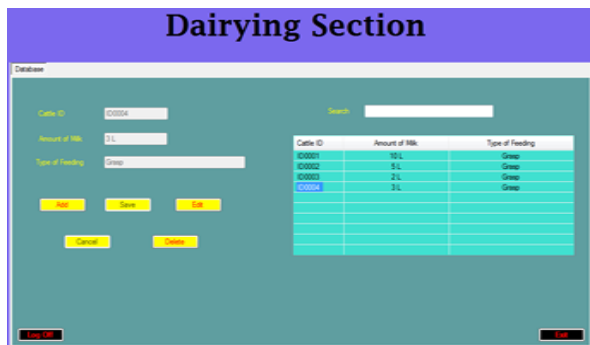 Dairying Section
Database
Cattle ID ID0004
Search
Amount of Milk 3 L
Type of Feeding Grasp
Cattle ID Amount of Milk Type of Feeding
ID0001 10 L Grasp
ID0002 5 L Grasp
ID0003 2 L Grasp
ID0004 3 L Grasp
Add Save Edit
Cancel Delete
Log Off Exit